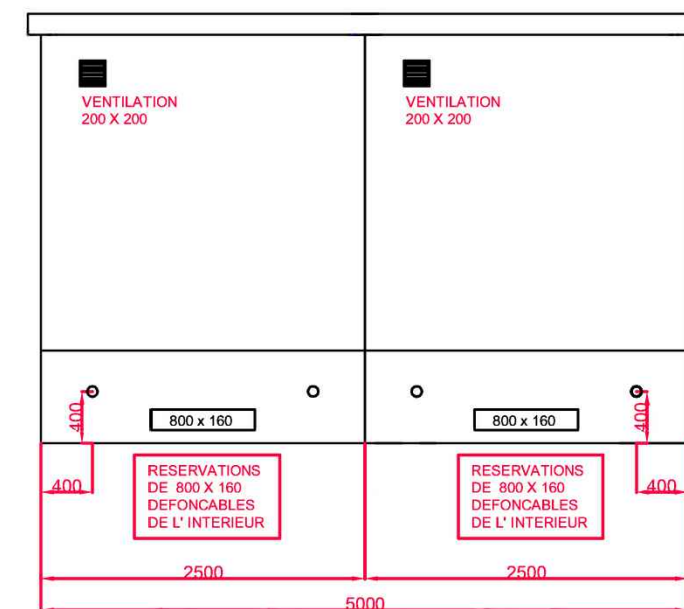 VENTILATION
200 X 200
VENTILATION
200 X 200
400
800 x 160
800 x 160
400
400
RESERVATIONS
DE 800 X 160
DEFONCABLES
DE L' INTERIEUR
RESERVATIONS
DE 800 X 160
DEFONCABLES
DE L' INTERIEUR
400
2500
2500
5000